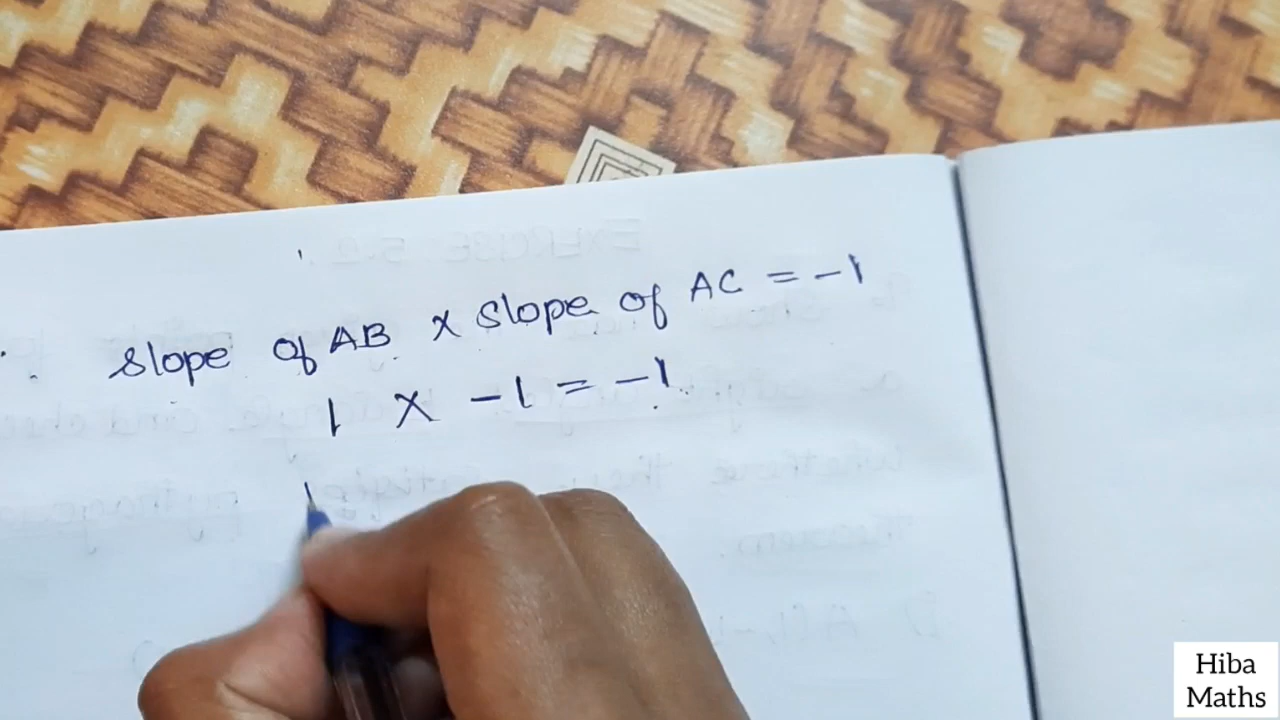 Slope of AB x Slope of AC = -1
1 X -1 = -1
Hiba
Maths